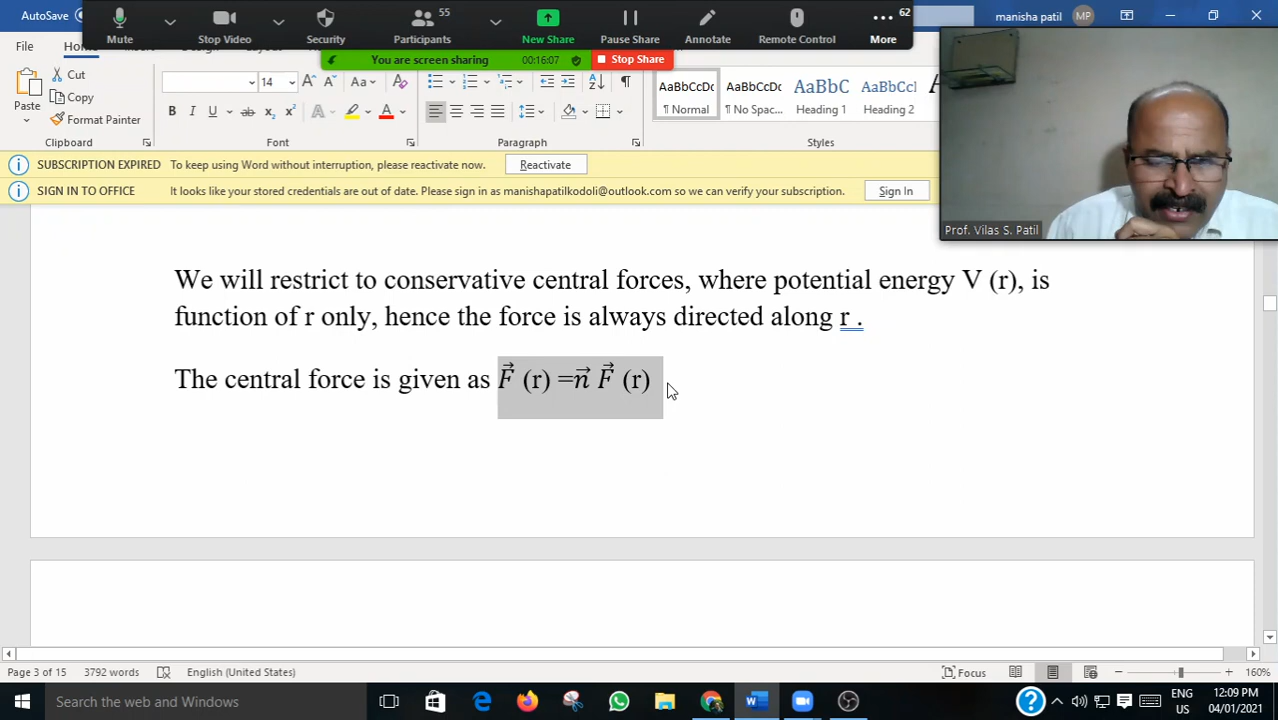 AutoSave
55
62
manisha patil
MP
Mute
Stop Video
Security
Participants
New Share
Pause Share
Annotate
Remote Control
More
You are screen sharing
00:16:07
Stop Share
File
Home
Paste
Cut
Copy
Format Painter
14
Aa
B I U ab x₂ x²
AaBbCcDc
AaBbCcDc
AaBbC
AaBbCcl
¶ Normal
¶ No Spac...
Heading 1
Heading 2
Clipboard
Font
Paragraph
Styles
SUBSCRIPTION EXPIRED To keep using Word without interruption, please reactivate now. Reactivate
SIGN IN TO OFFICE It looks like your stored credentials are out of date. Please sign in as manishapatilkodoli@outlook.com so we can verify your subscription. Sign In
Prof. Vilas S. Patil
We will restrict to conservative central forces, where potential energy V (r), is
function of r only, hence the force is always directed along r .
The central force is given as F⃗ (r) =n⃗ F⃗ (r)
Page 3 of 15 3792 words English (United States) Focus 160%
Search the web and Windows
ENG
US
12:09 PM
04/01/2021